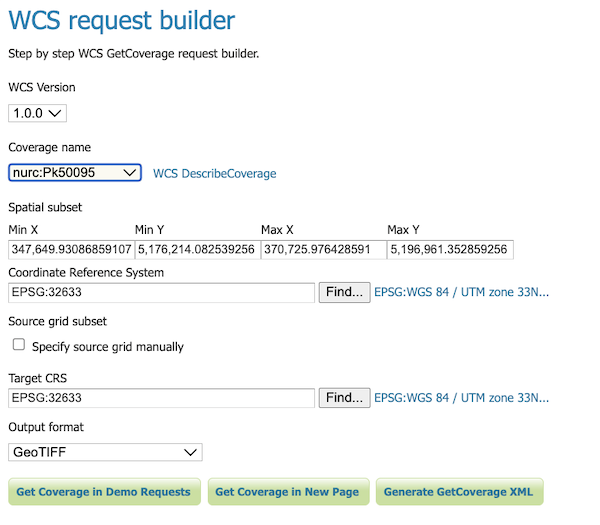 WCS request builder
Step by step WCS GetCoverage request builder.
WCS Version
1.0.0
Coverage name
nurc:Pk50095 WCS DescribeCoverage
Spatial subset
Min X Min Y Max X Max Y
347,649.93086859107 5,176,214.082539256 370,725.976428591 5,196,961.352859256
Coordinate Reference System
EPSG:32633 Find... EPSG:WGS 84 / UTM zone 33N...
Source grid subset
Specify source grid manually
Target CRS
EPSG:32633 Find... EPSG:WGS 84 / UTM zone 33N...
Output format
GeoTIFF
Get Coverage in Demo Requests Get Coverage in New Page Generate GetCoverage XML